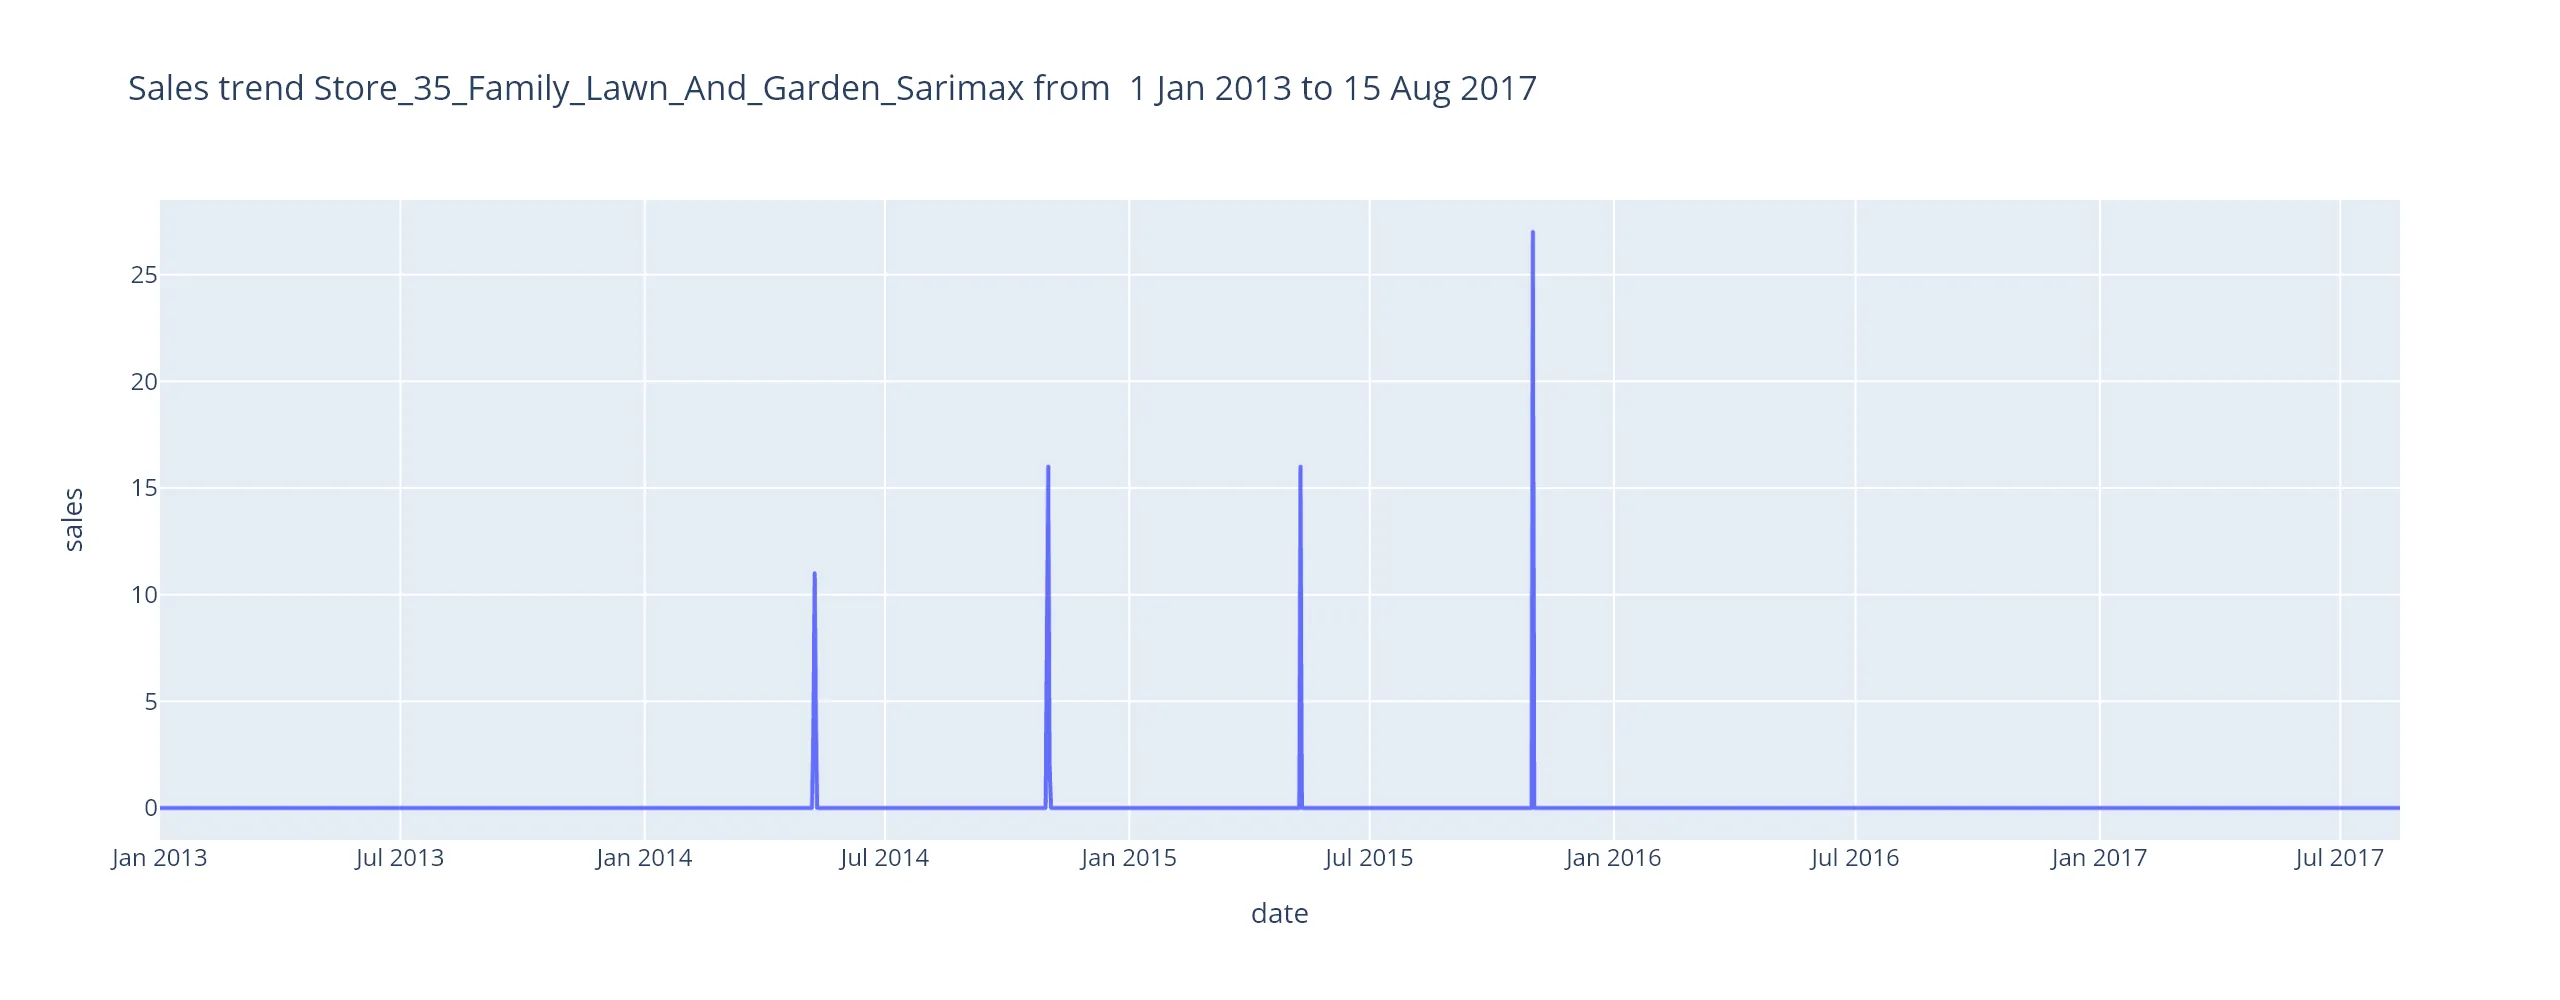 Sales trend Store_35_Family_Lawn_And_Garden_Sarimax from  1 Jan 2013 to 15 Aug 2017
25
20
15
10
5
0
sales
Jan 2013 Jul 2013 Jan 2014 Jul 2014 Jan 2015 Jul 2015 Jan 2016 Jul 2016 Jan 2017 Jul 2017
date